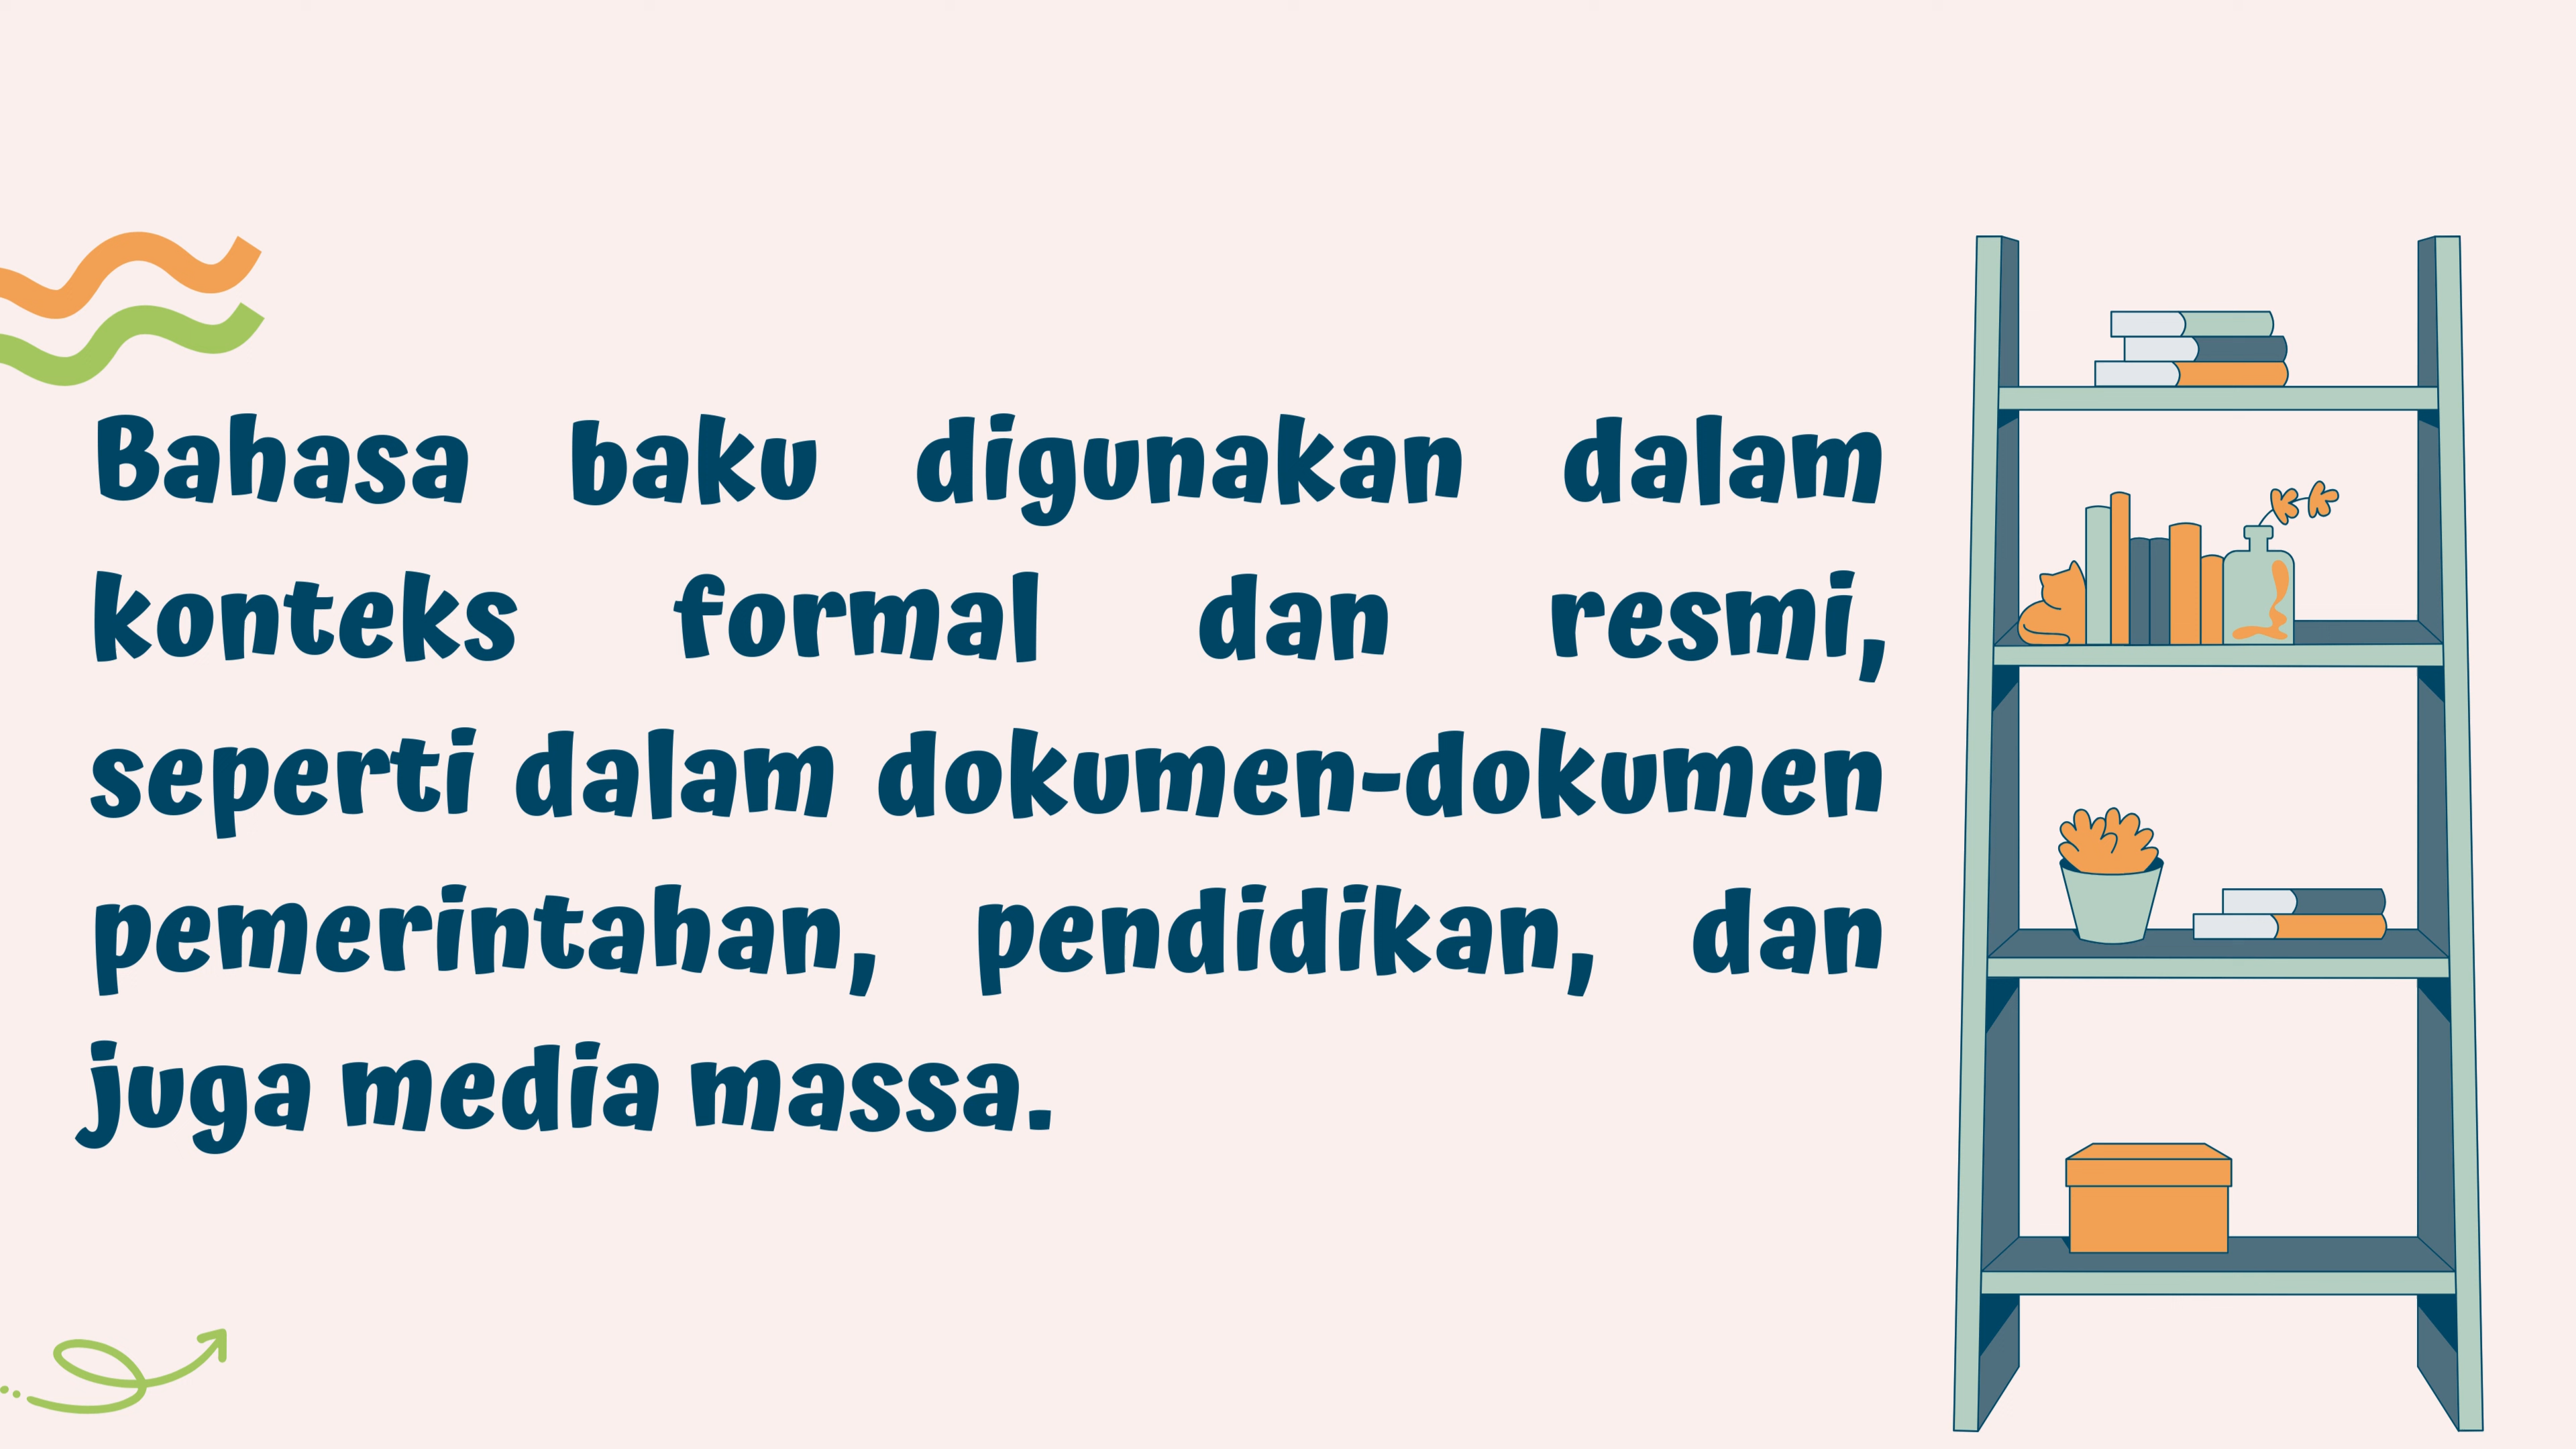 Bahasa baku digunakan dalam
konteks formal dan resmi,
seperti dalam dokumen-dokumen
pemerintahan, pendidikan, dan
juga media massa.